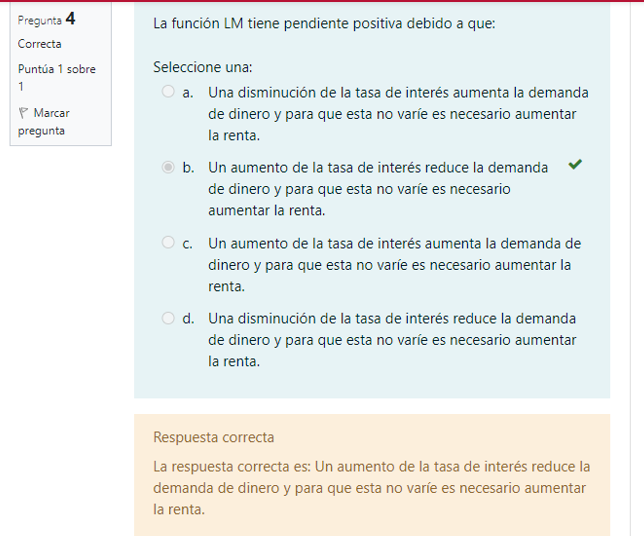 Pregunta 4
Correcta
Puntúa 1 sobre
1
Marcar
pregunta
La función LM tiene pendiente positiva debido a que:
Seleccione una:
a. Una disminución de la tasa de interés aumenta la demanda
de dinero y para que esta no varíe es necesario aumentar
la renta.
b. Un aumento de la tasa de interés reduce la demanda
de dinero y para que esta no varíe es necesario
aumentar la renta.
c. Un aumento de la tasa de interés aumenta la demanda de
dinero y para que esta no varíe es necesario aumentar la
renta.
d. Una disminución de la tasa de interés reduce la demanda
de dinero y para que esta no varíe es necesario aumentar
la renta.
Respuesta correcta
La respuesta correcta es: Un aumento de la tasa de interés reduce la
demanda de dinero y para que esta no varíe es necesario aumentar
la renta.